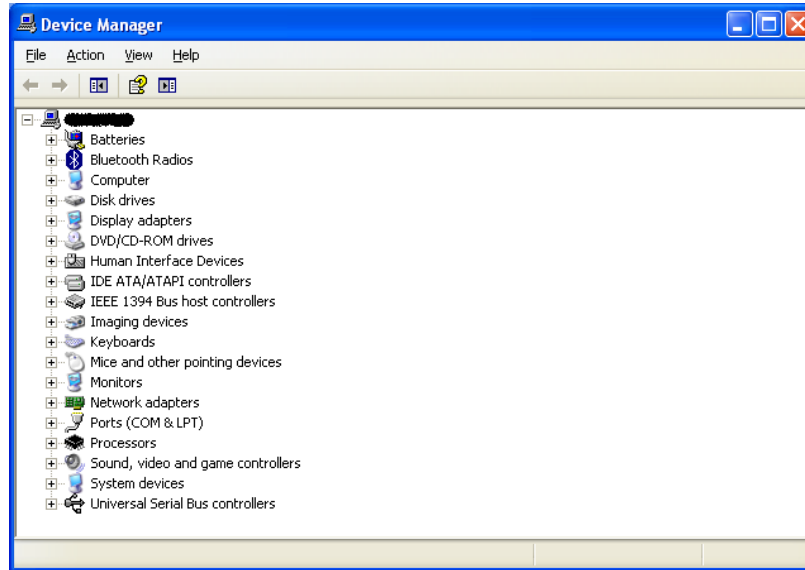 Device Manager
File Action View Help
Batteries
Bluetooth Radios
Computer
Disk drives
Display adapters
DVD/CD-ROM drives
Human Interface Devices
IDE ATA/ATAPI controllers
IEEE 1394 Bus host controllers
Imaging devices
Keyboards
Mice and other pointing devices
Monitors
Network adapters
Ports (COM & LPT)
Processors
Sound, video and game controllers
System devices
Universal Serial Bus controllers